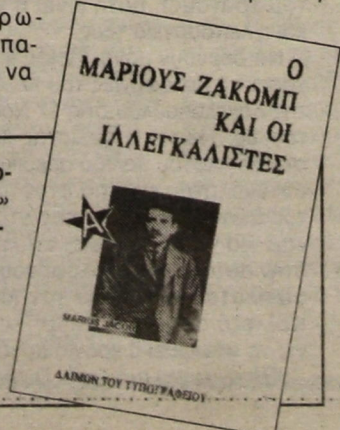 ρω-
πα-
να
Ο
ΜΑΡΙΟΥΣ ΖΑΚΟΜΠ
ΚΑΙ ΟΙ
ΙΛΛΕΓΚΑΛΙΣΤΕΣ
A
MARIUS JACOB
ΔΑΙΜΩΝ ΤΟΥ ΤΥΠΟΓΡΑΦΕΙΟΥ